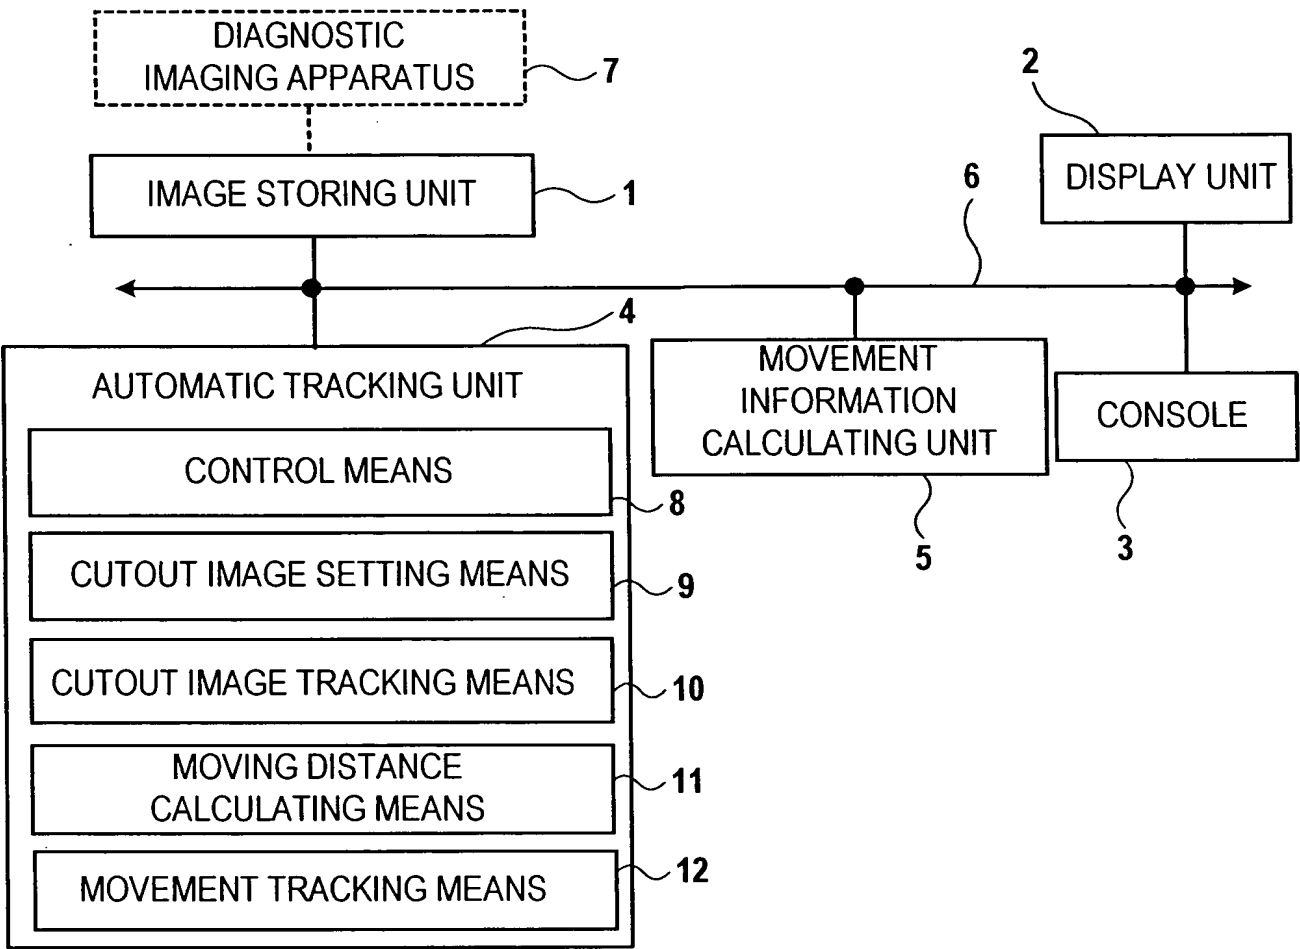 DIAGNOSTIC
IMAGING APPARATUS
7
2
IMAGE STORING UNIT
1
6
DISPLAY UNIT
4
AUTOMATIC TRACKING UNIT
MOVEMENT
INFORMATION
CALCULATING UNIT
5
CONSOLE
3
CONTROL MEANS
8
CUTOUT IMAGE SETTING MEANS
9
CUTOUT IMAGE TRACKING MEANS
10
MOVING DISTANCE
CALCULATING MEANS
11
MOVEMENT TRACKING MEANS
12